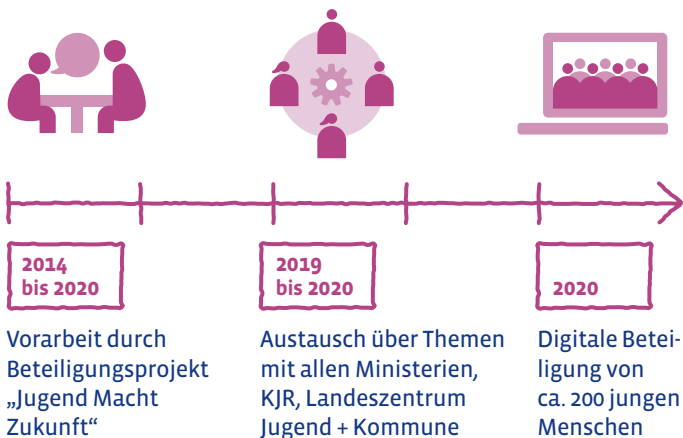 2014
bis 2020
Vorarbeit durch
Beteiligungsprojekt
„Jugend Macht
Zukunft“
2019
bis 2020
Austausch über Themen
mit allen Ministerien,
KJR, Landeszentrum
Jugend + Kommune
2020
Digitale Betei-
ligung von
ca. 200 jungen
Menschen